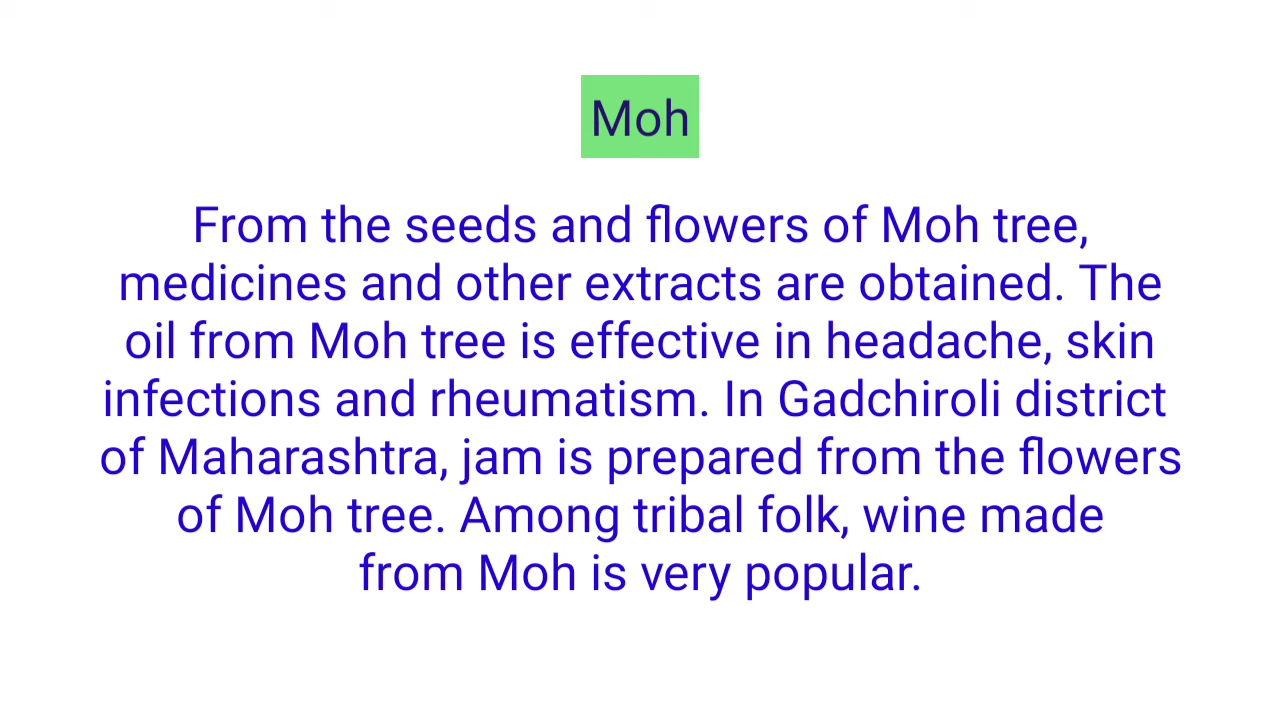 Moh
From the seeds and flowers of Moh tree,
medicines and other extracts are obtained. The
oil from Moh tree is effective in headache, skin
infections and rheumatism. In Gadchiroli district
of Maharashtra, jam is prepared from the flowers
of Moh tree. Among tribal folk, wine made
from Moh is very popular.